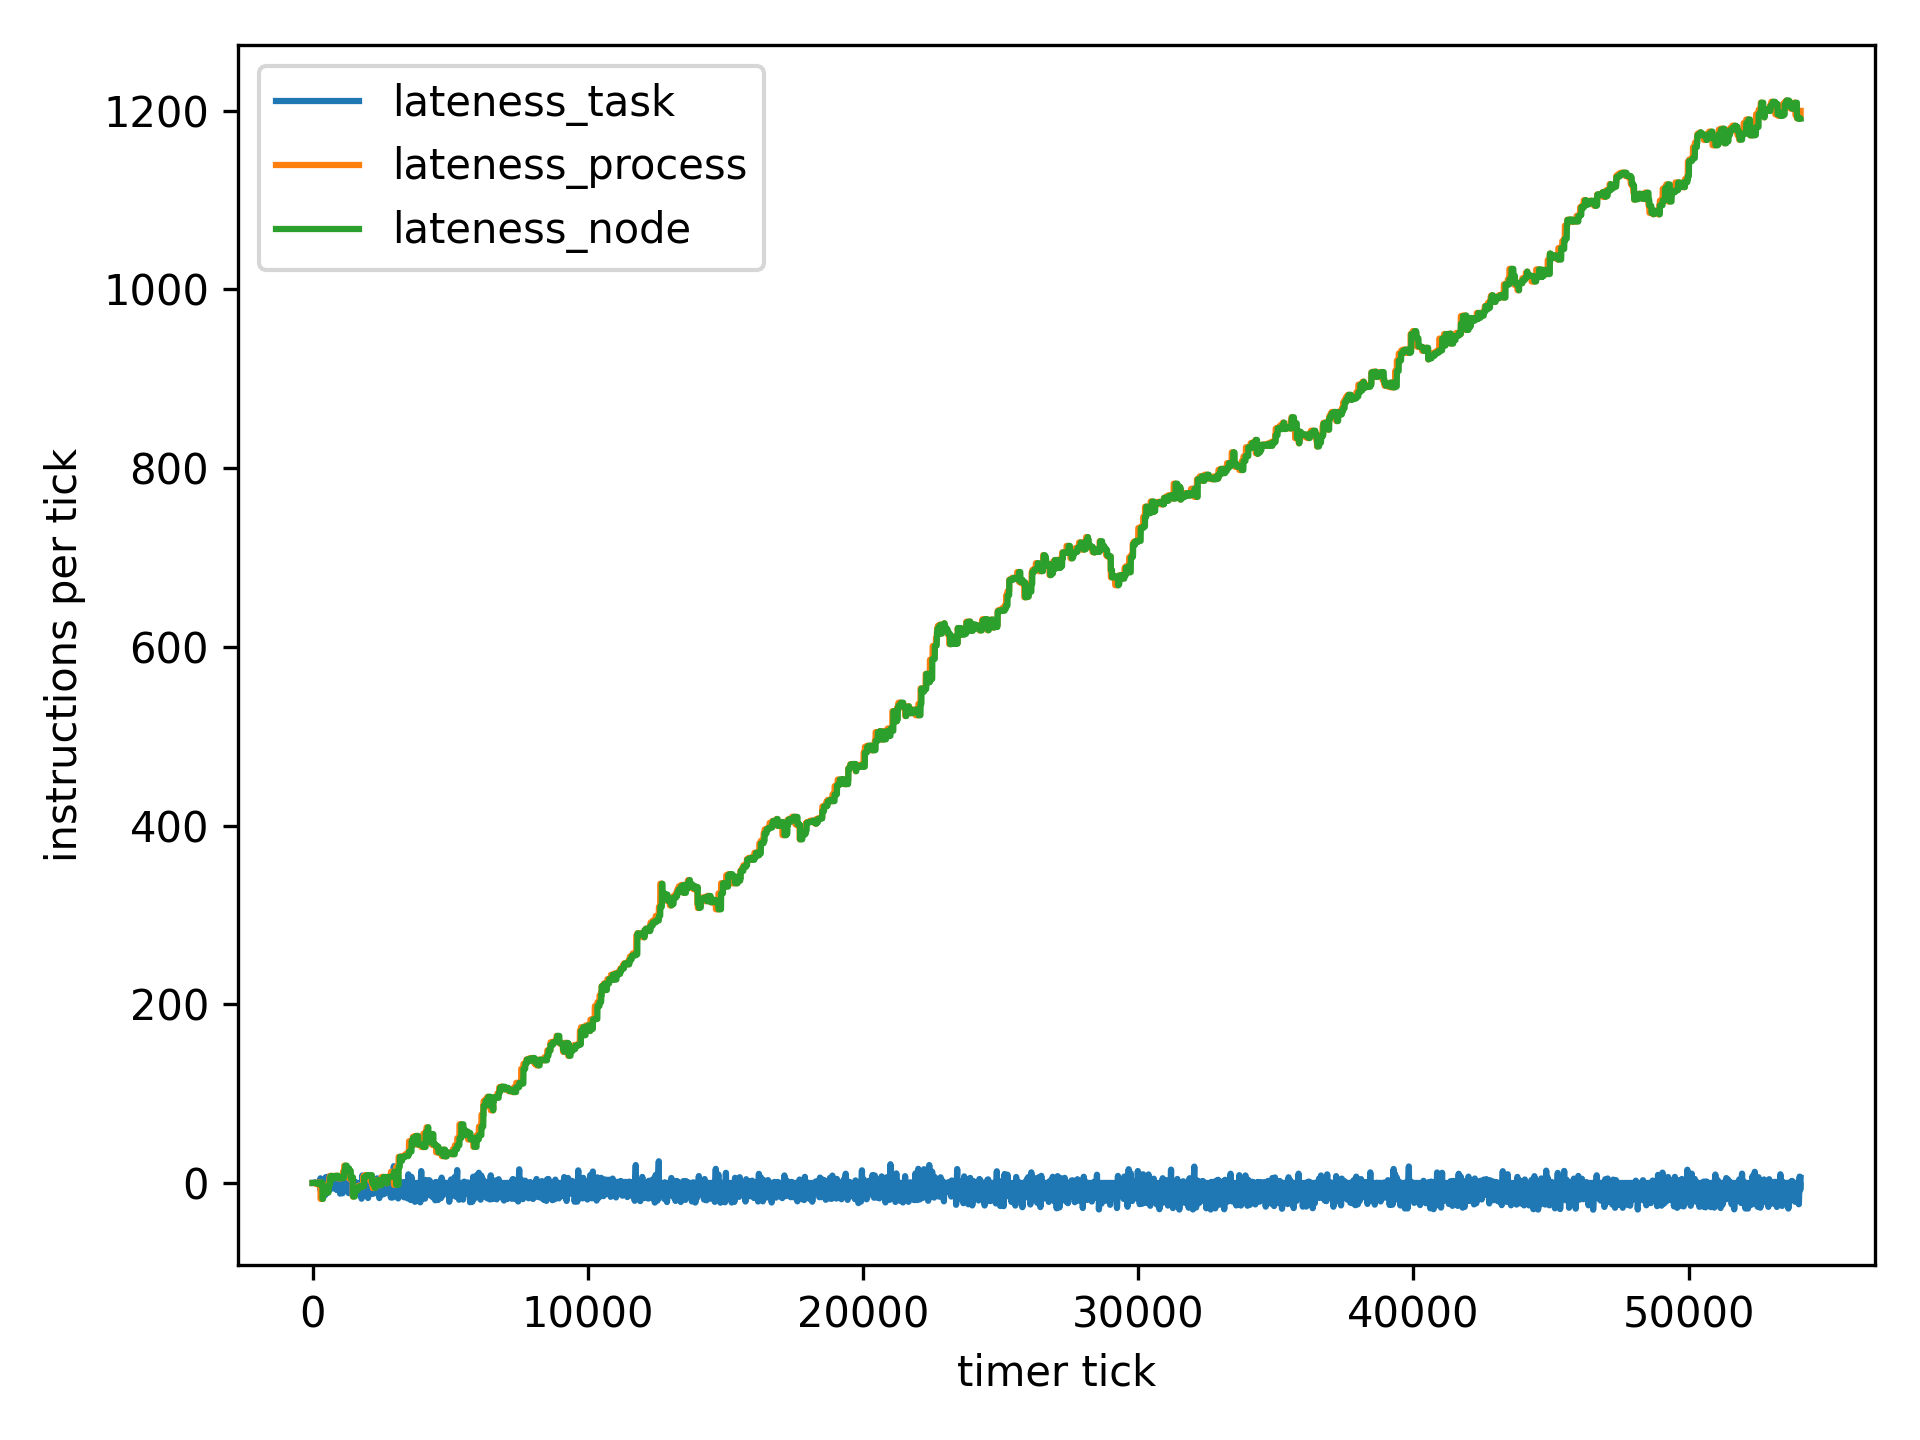 lateness_task
lateness_process
lateness_node
1200
1000
800
600
400
200
0
instructions per tick
0 10000 20000 30000 40000 50000
timer tick